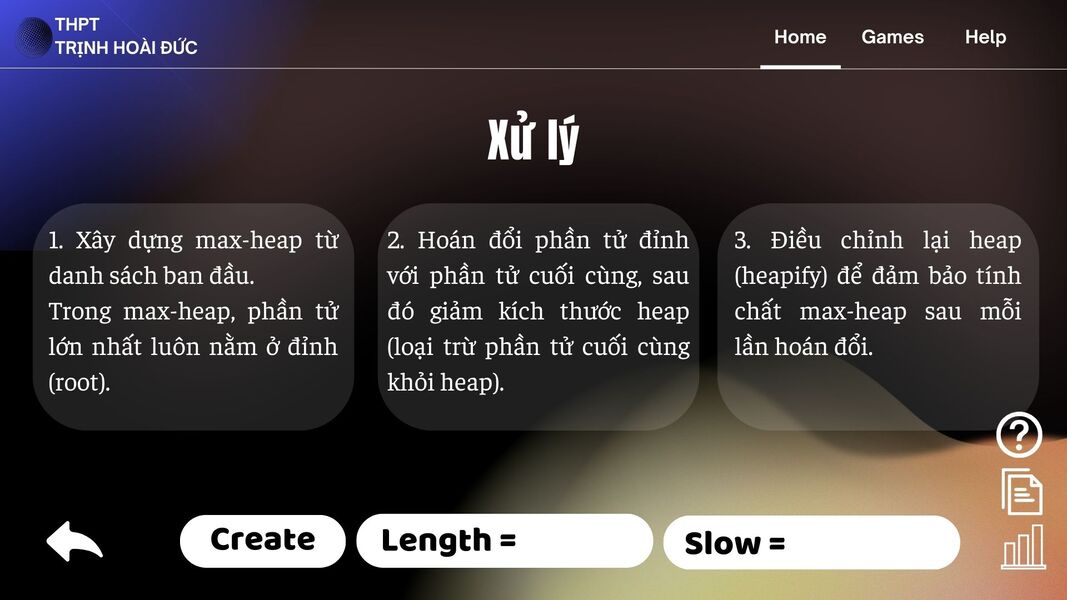 THPT
TRỊNH HOÀI ĐỨC
Home
Games
Help
Xử lý
1. Xây dựng max-heap từ
danh sách ban đầu.
Trong max-heap, phần tử
lớn nhất luôn nằm ở đỉnh
(root).
2. Hoán đổi phần tử đỉnh
với phần tử cuối cùng, sau
đó giảm kích thước heap
(loại trừ phần tử cuối cùng
khỏi heap).
3. Điều chỉnh lại heap
(heapify) để đảm bảo tính
chất max-heap sau mỗi
lần hoán đổi.
Create
Length =
Slow =